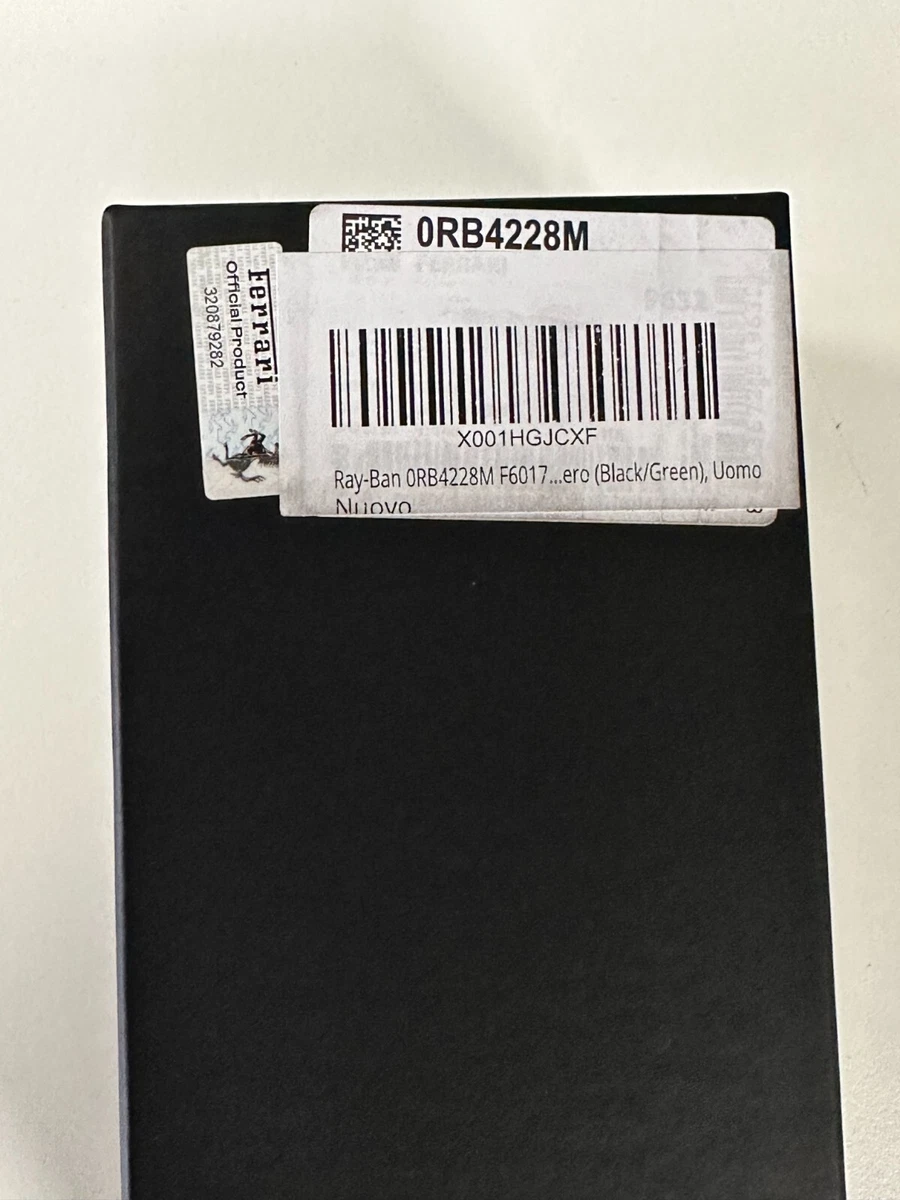 0RB4228M
Ferrari
Official Product
320879282
X001HGJCXF
Ray-Ban 0RB4228M F6017...ero (Black/Green), Uomo
Nuovo